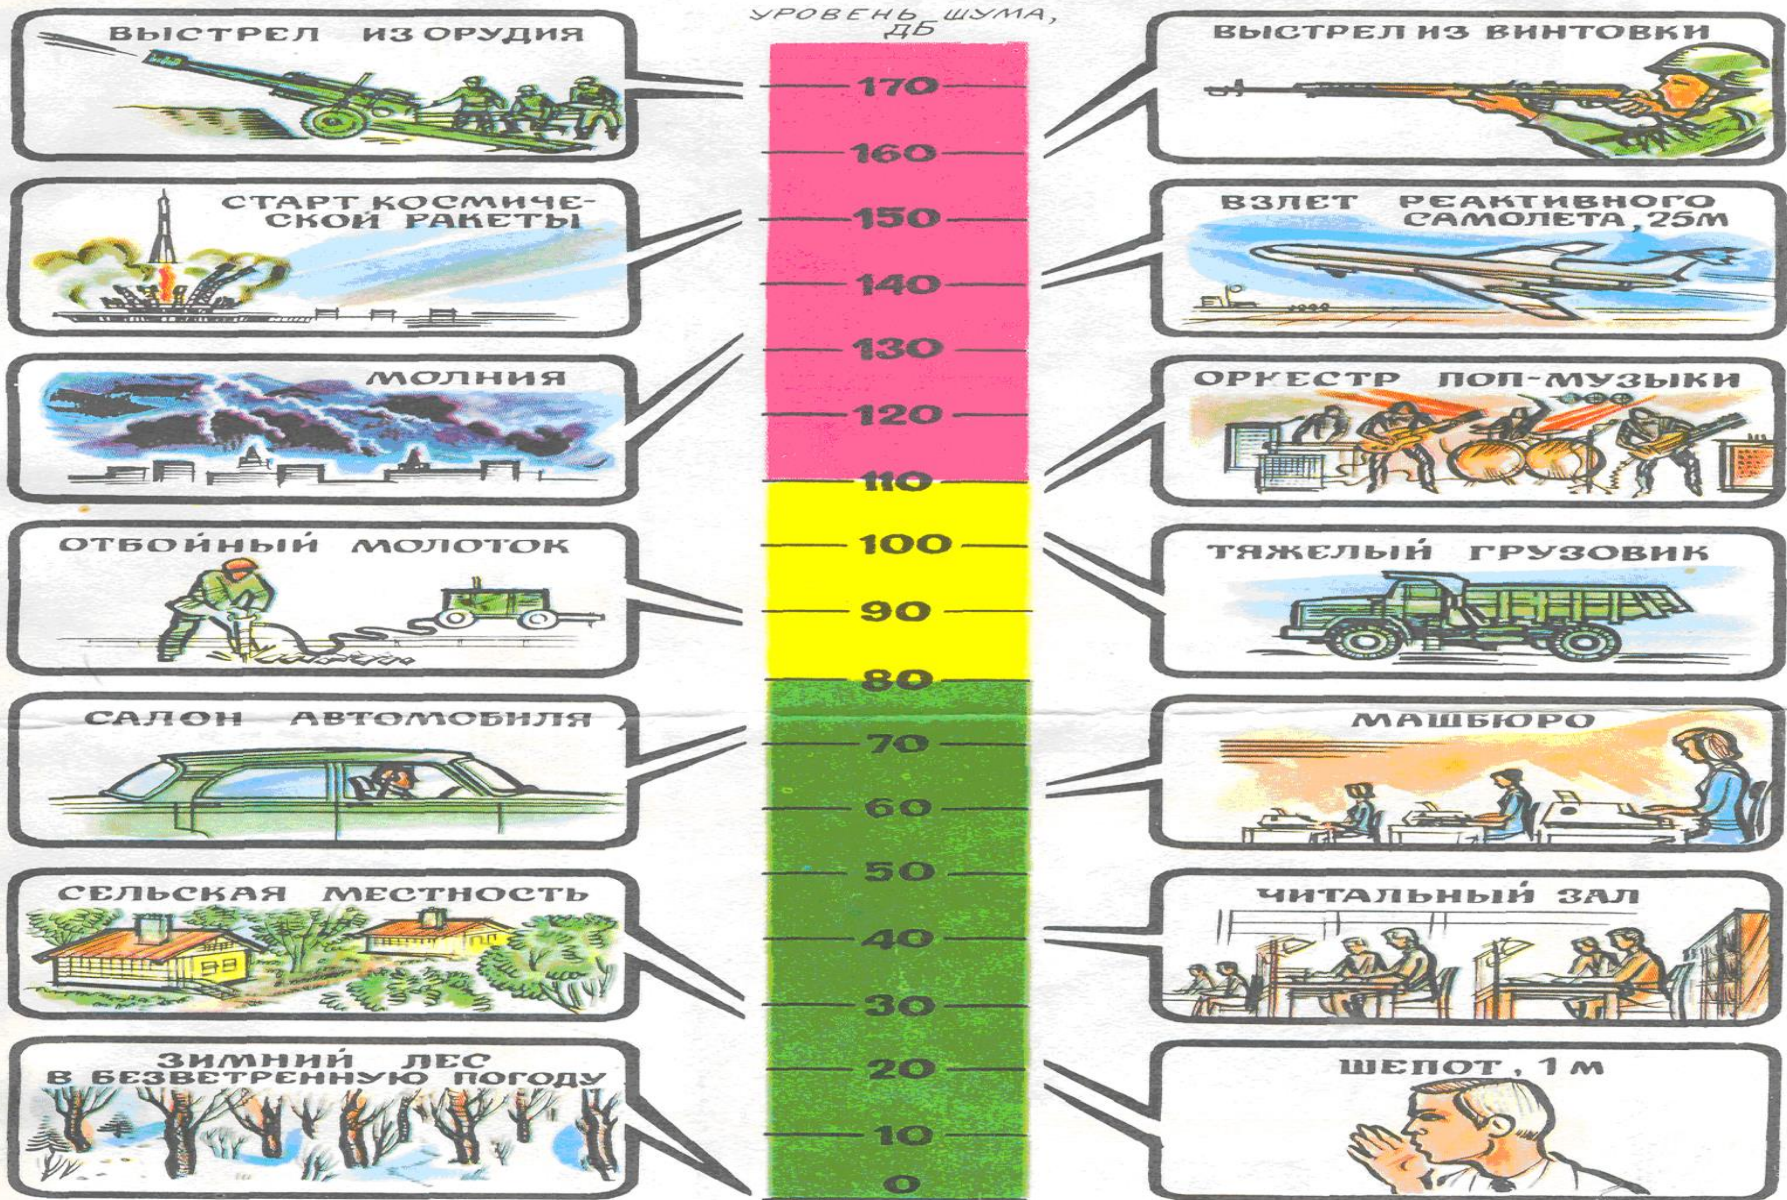 УРОВЕНЬ ШУМА,
ДБ
ВЫСТРЕЛ ИЗ ОРУДИЯ
СТАРТ КОСМИЧЕ-
СКОЙ РАКЕТЫ
МОЛНИЯ
ОТБОЙНЫЙ МОЛОТОК
САЛОН АВТОМОБИЛЯ
СЕЛЬСКАЯ МЕСТНОСТЬ
ЗИМНИЙ ЛЕС
В БЕЗВЕТРЕННУЮ ПОГОДУ
170
160
150
140
130
120
110
100
90
80
70
60
50
40
30
20
10
0
ВЫСТРЕЛ ИЗ ВИНТОВКИ
ВЗЛЕТ РЕАКТИВНОГО
САМОЛЕТА, 25М
ОРКЕСТР ПОП-МУЗЫКИ
ТЯЖЕЛЫЙ ГРУЗОВИК
МАШБЮРО
ЧИТАЛЬНЫЙ ЗАЛ
ШЕПОТ, 1 М